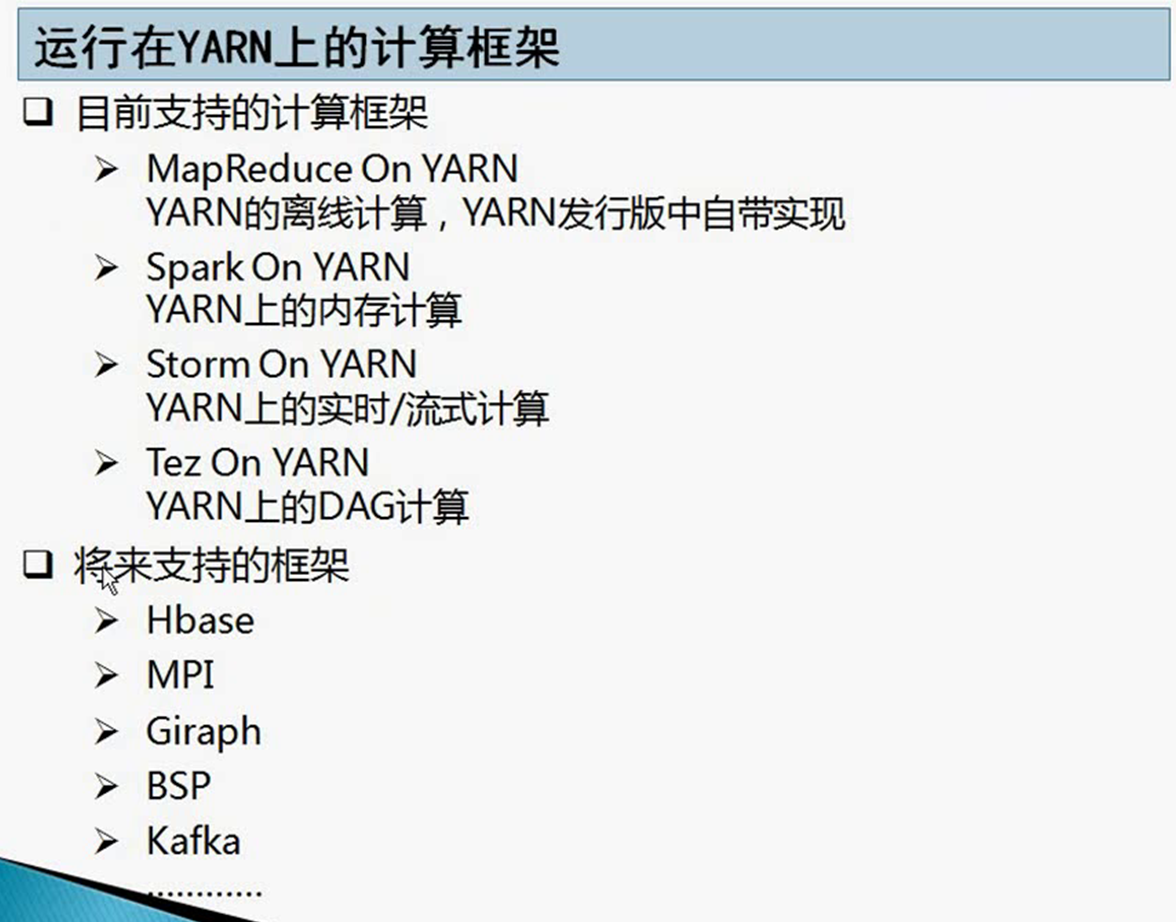 运行在YARN上的计算框架
目前支持的计算框架
MapReduce On YARN
YARN的离线计算，YARN发行版中自带实现
Spark On YARN
YARN上的内存计算
Storm On YARN
YARN上的实时/流式计算
Tez On YARN
YARN上的DAG计算
将来支持的框架
Hbase
MPI
Giraph
BSP
Kafka
............